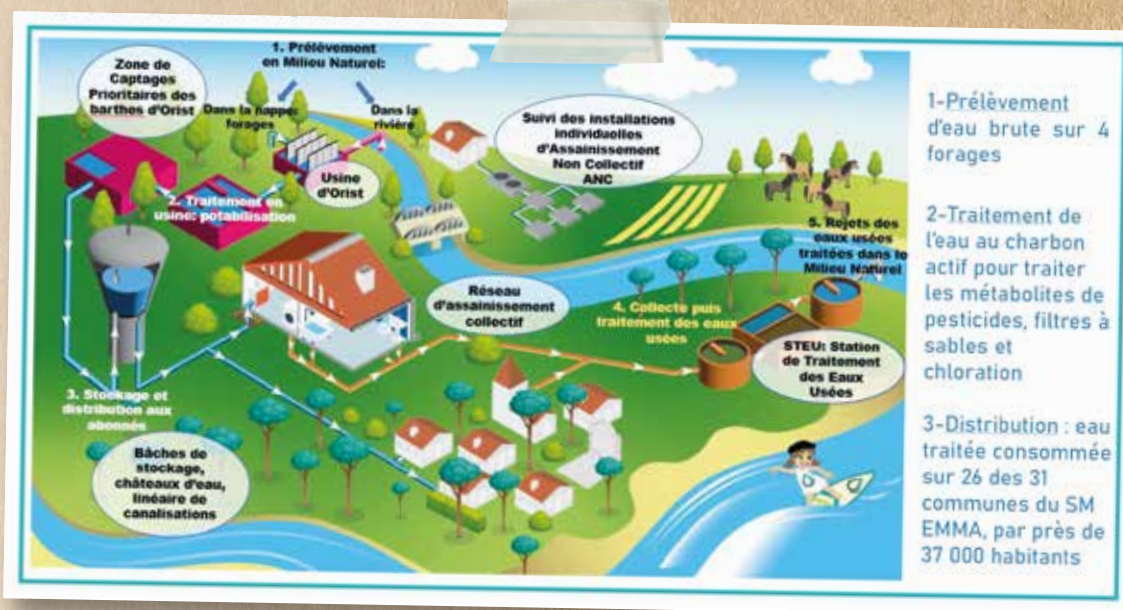 Zone de
Captages
Prioritaires des
barthes d'Orist
1. Prélèvement
en Milieu Naturel:
Dans la nappe:
forages
Dans la
rivière
Usine
d'Orist
2. Traitement en
usine: potabilisation
Suivi des installations
individuelles
d'Assainissement
Non Collectif
ANC
3. Stockage et
distribution aux
abonnés
Bâches de
stockage,
châteaux d'eau,
linéaire de
canalisations
Réseau
d'assainissement
collectif
4. Collecte puis
traitement des eaux
usées
5. Rejets des
eaux usées
traitées dans le
Milieu Naturel
STEU: Station
de Traitement
des Eaux
Usées
1-Prélèvement
d'eau brute sur 4
forages
2-Traitement de
l'eau au charbon
actif pour traiter
les métabolites de
pesticides, filtres à
sables et
chloration
3-Distribution : eau
traitée consommée
sur 26 des 31
communes du SM
EMMA, par près de
37 000 habitants